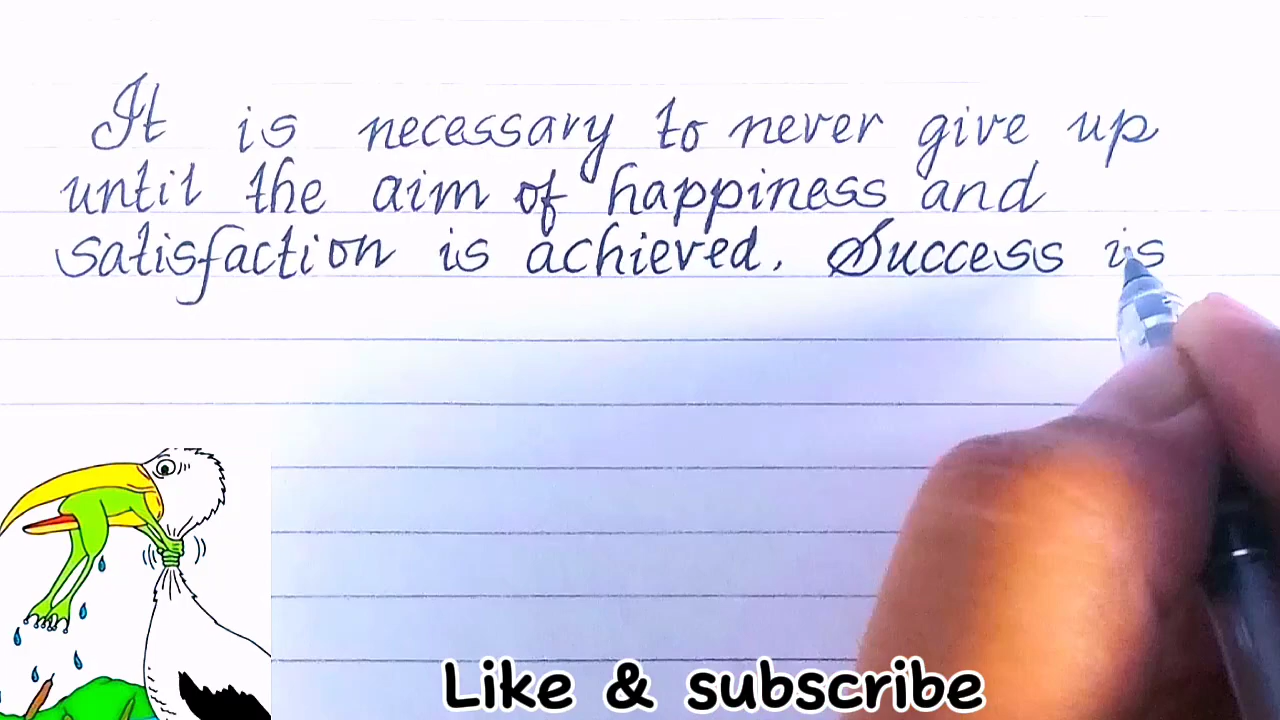 It is necessary to never give up
until the aim of happiness and
satisfaction is achieved. Success is
Like & subscribe